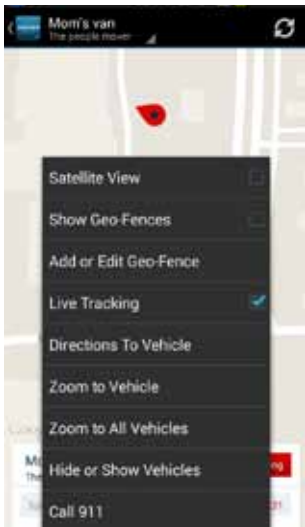 Mom's van
The people mover
Satellite View
Show Geo-Fences
Add or Edit Geo-Fence
Live Tracking
Directions To Vehicle
Zoom to Vehicle
Zoom to All Vehicles
Hide or Show Vehicles
Call 911